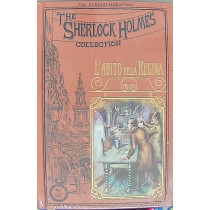 THE STRAND MAGAZINE
THE
SHERLOCK HOLMES
COLLECTION
L'ABITO DELLA REGINA